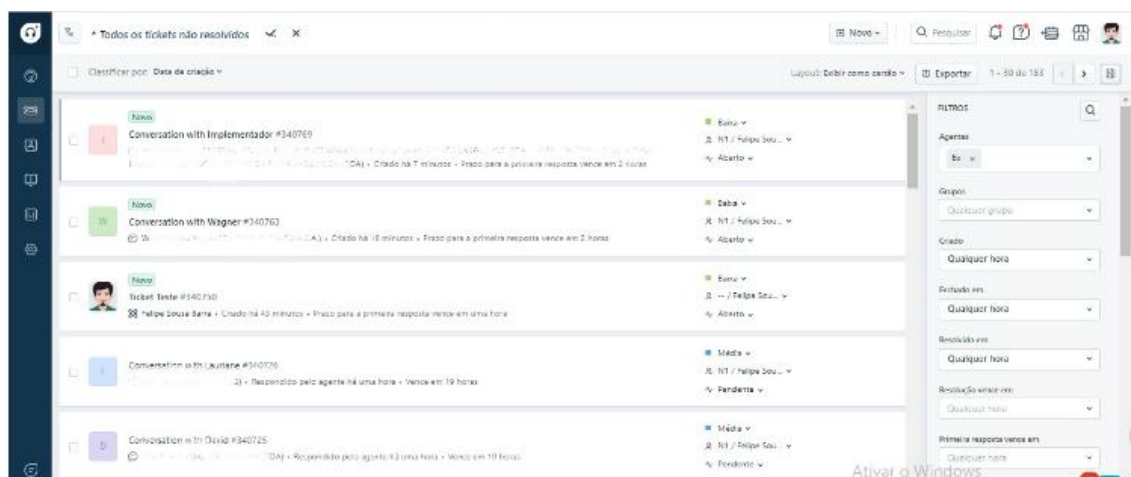 * Todos os tickets não resolvidos
Novo
Pesquisar
Classificar por: Data de criação
Layout: Exibir como cartão
Exportar
1 - 30 de 183
Novo
Conversation with Implementador #340769
DA) • Criado há 7 minutos • Prazo para a primeira resposta vence em 2 horas
Baixa
N1 / Felipe Sou...
Aberto
Novo
W
Conversation with Wagner #340763
W
A.) • Criado há 18 minutos • Prazo para a primeira resposta vence em 2 horas
Baixa
N1 / Felipe Sou...
Aberto
Novo
Ticket Teste #340750
Felipe Sousa Barra • Criado há 43 minutos • Prazo para a primeira resposta vence em uma hora
Baixa
-- / Felipe Sou...
Aberto
Conversation with Lauriane #340726
• Respondido pelo agente há uma hora • Vence em 19 horas
Média
N1 / Felipe Sou...
Pendente
D
Conversation with David #340725
DA) • Respondido pelo agente há uma hora • Vence em 19 horas
Média
N1 / Felipe Sou...
Pendente
FILTROS
Agentes
Eu
Grupos
Qualquer grupo
Criado
Qualquer hora
Fechado em
Qualquer hora
Resolvido em
Qualquer hora
Resolução vence em
Qualquer hora
Primeira resposta vence em
Qualquer hora
Ativar o Windows